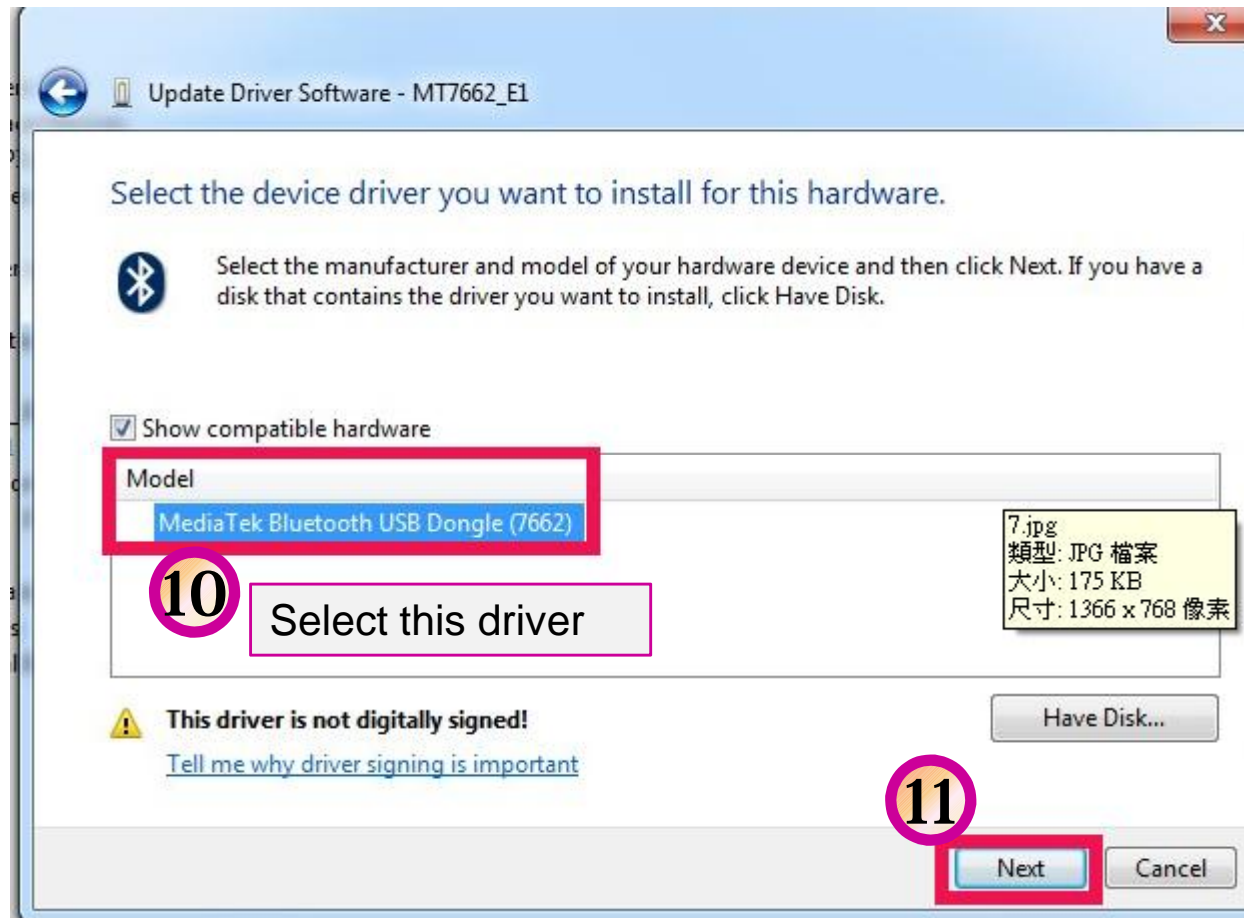 Update Driver Software - MT7662_E1
Select the device driver you want to install for this hardware.
Select the manufacturer and model of your hardware device and then click Next. If you have a
disk that contains the driver you want to install, click Have Disk.
Show compatible hardware
Model
MediaTek Bluetooth USB Dongle (7662)
7.jpg
類型: JPG 檔案
大小: 175 KB
尺寸: 1366 x 768 像素
10
Select this driver
This driver is not digitally signed!
Have Disk...
Tell me why driver signing is important
11
Next
Cancel